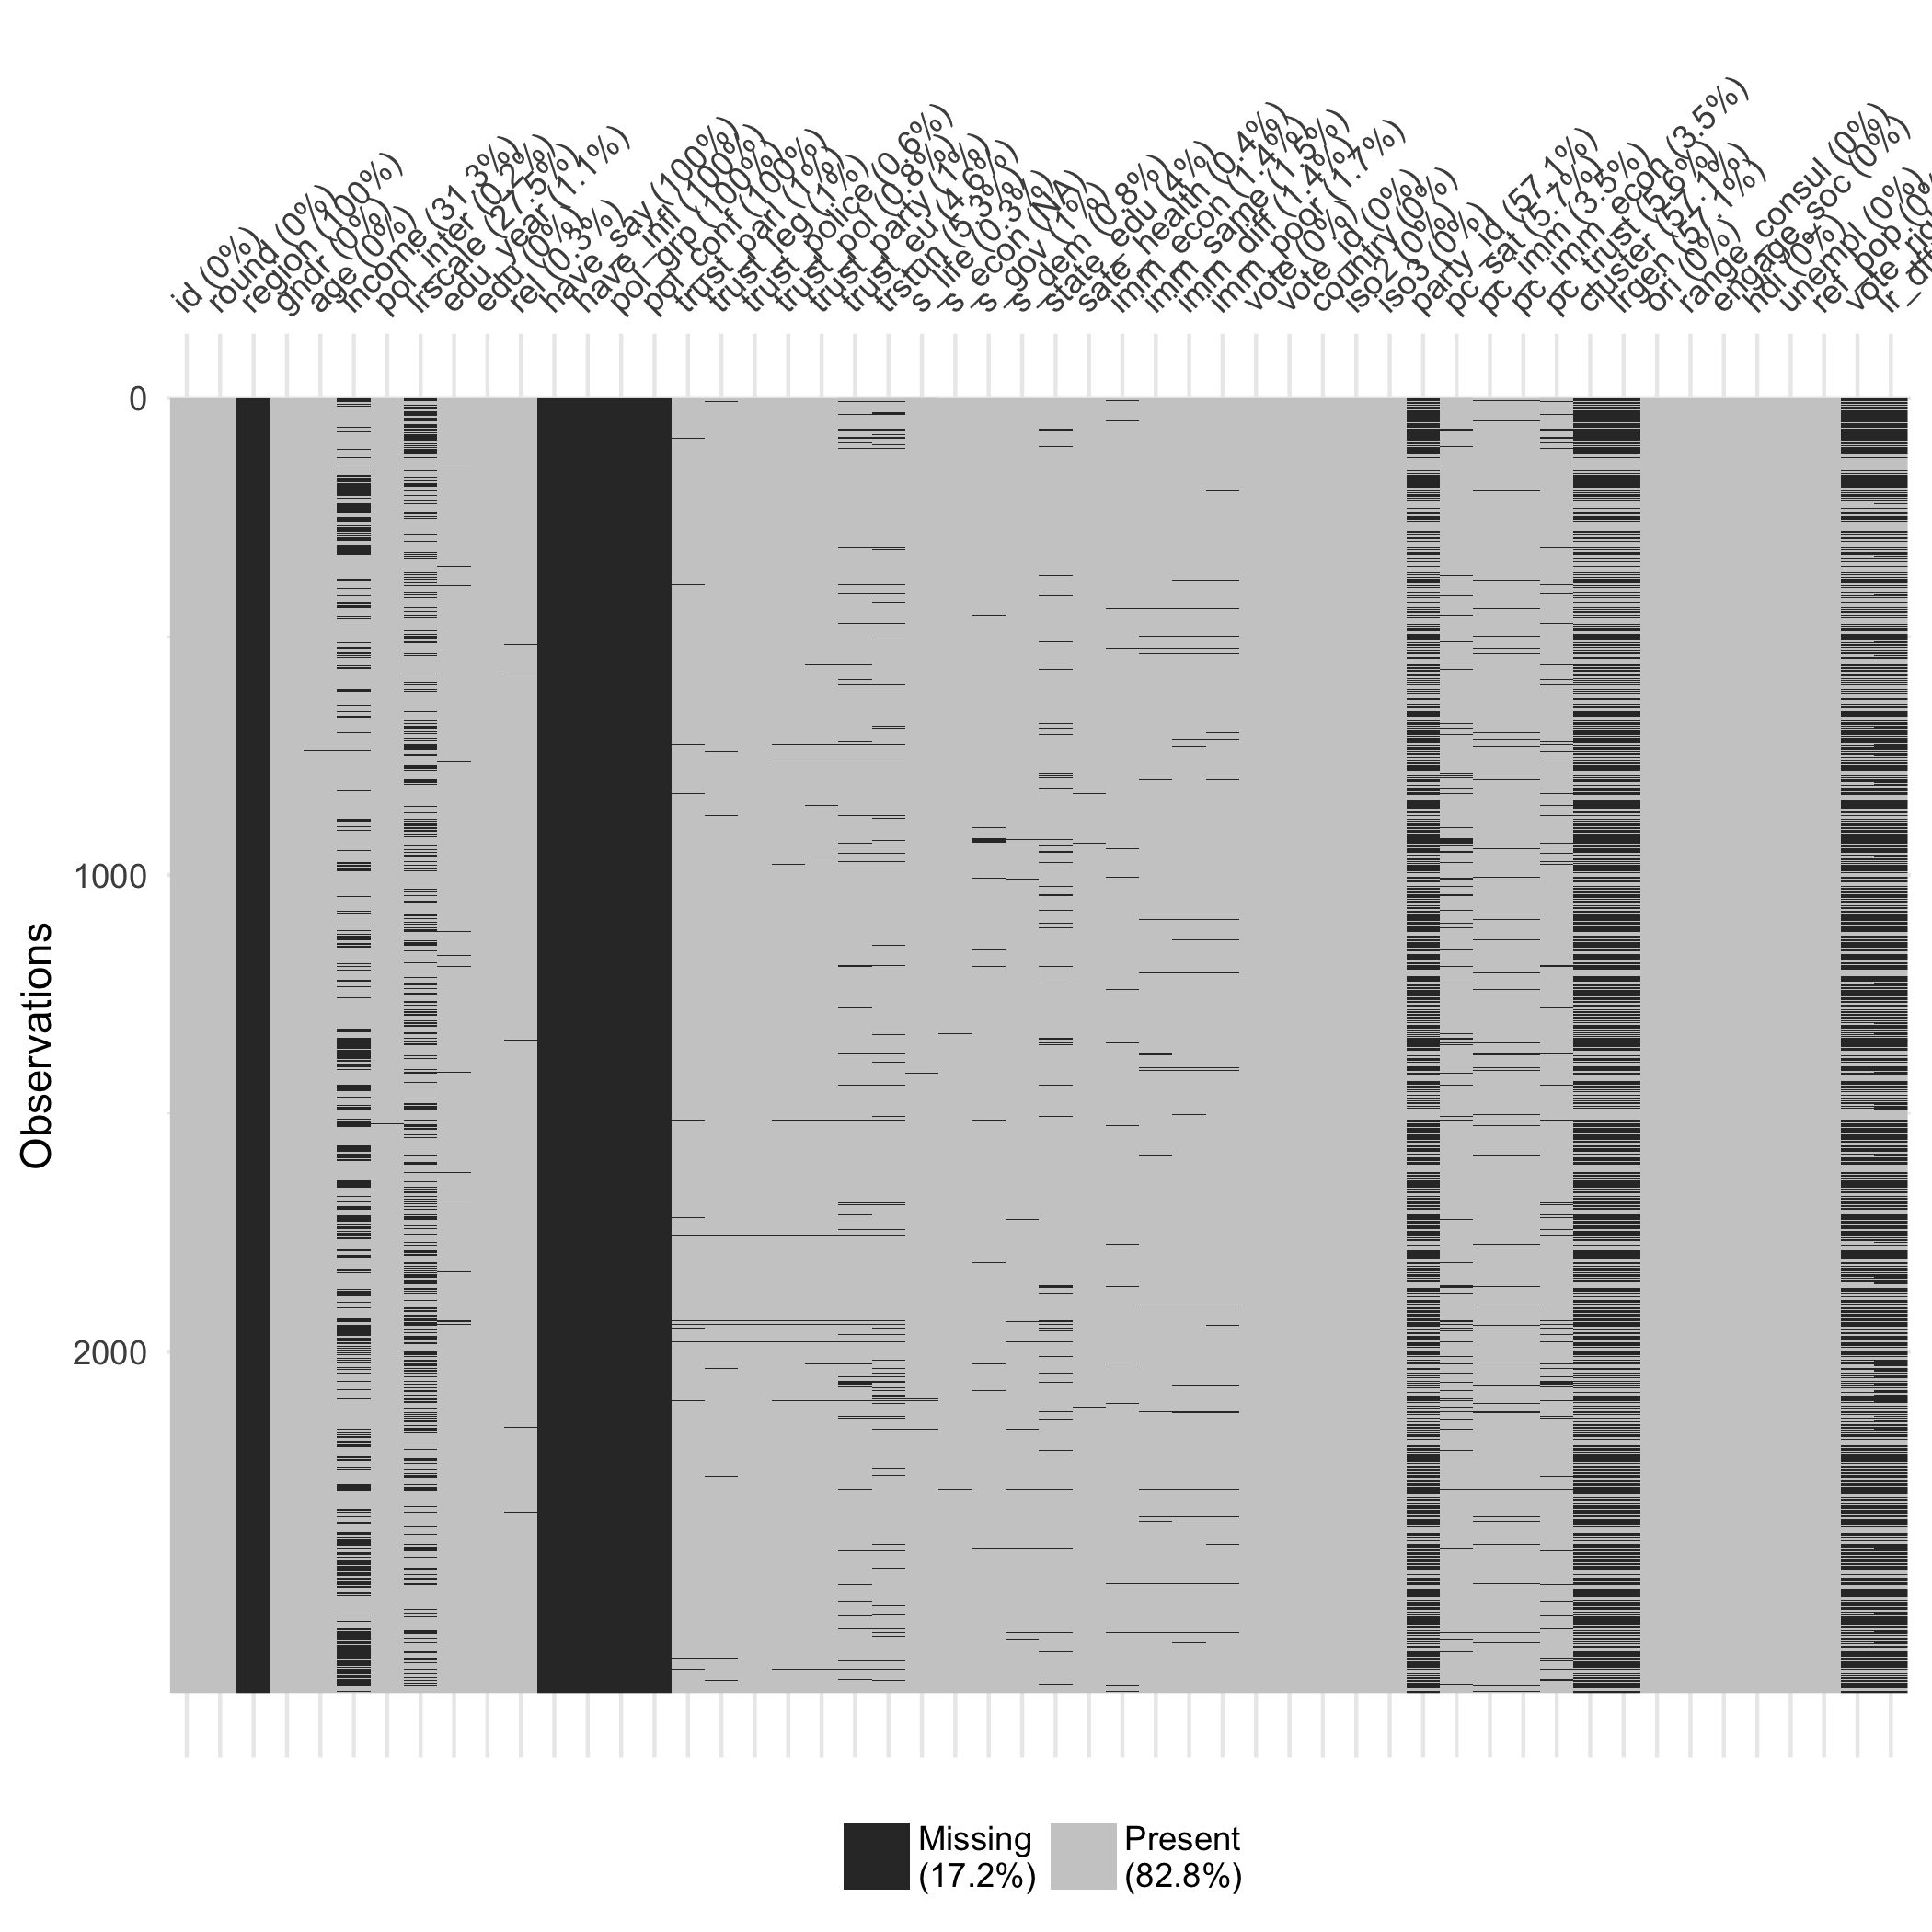 id (0%)
round (0%)
region (100%)
gndr (0%)
age (0%)
income (31.3%)
pol_inter (0.2%)
lrscale (27.5%)
edu_year (1.1%)
edu (0%)
rel (0.3%)
have_say (100%)
have_infl (100%)
pol_grp (100%)
pol_conf (100%)
trust_parl (1%)
trust_leg (1%)
trust_police (0.6%)
trust_pol (0.8%)
trust_party (1%)
trust_eu (4.6%)
trstun (5.3%)
s_life (0.3%)
s_econ (NA)
s_gov (1%)
s_dem (0.8%)
state_edu (4%)
sate_health (0.4%)
imm_econ (1.4%)
imm_same (1.5%)
imm_diff (1.4%)
imm_poor (1.7%)
vote (0%)
vote_id (0%)
country (0%)
iso2 (0%)
iso3 (0%)
party_id (57.1%)
pc_sat (5.7%)
pc_imm (3.5%)
pc_imm_econ (3.5%)
pc_trust (5.6%)
cluster (57.1%)
lrgen (57.1%)
ori (0%)
range_consul (0%)
engage_soc (0%)
hdi (0%)
unempl (0%)
ref_pop
0
1000
2000
Observations
Missing
(17.2%)
Present
(82.8%)